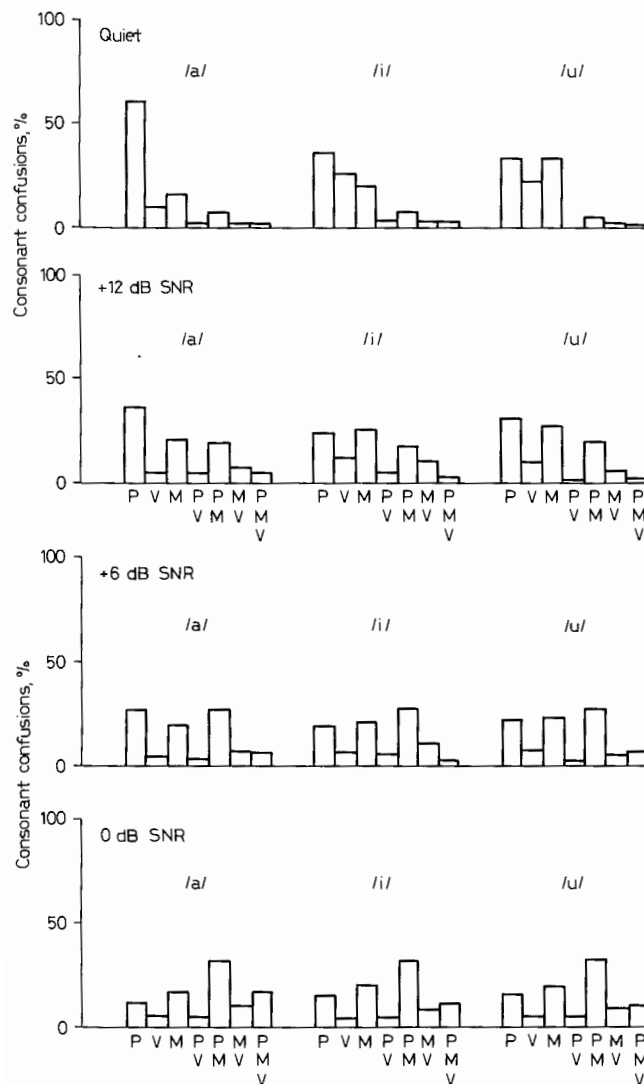 100
Quiet
/a/ /i/ /u/
50
0
Consonant confusions, %
100
+12 dB SNR
/a/ /i/ /u/
50
0
P V M P P M P P V M P P M P P V M P P M P
V M V M V M V M V M V M
V V V
100
+6 dB SNR
/a/ /i/ /u/
50
0
Consonant confusions, %
100
0 dB SNR
/a/ /i/ /u/
50
0
P V M P P M P P V M P P M P P V M P P M P
V M V M V M V M V M V M
V V V